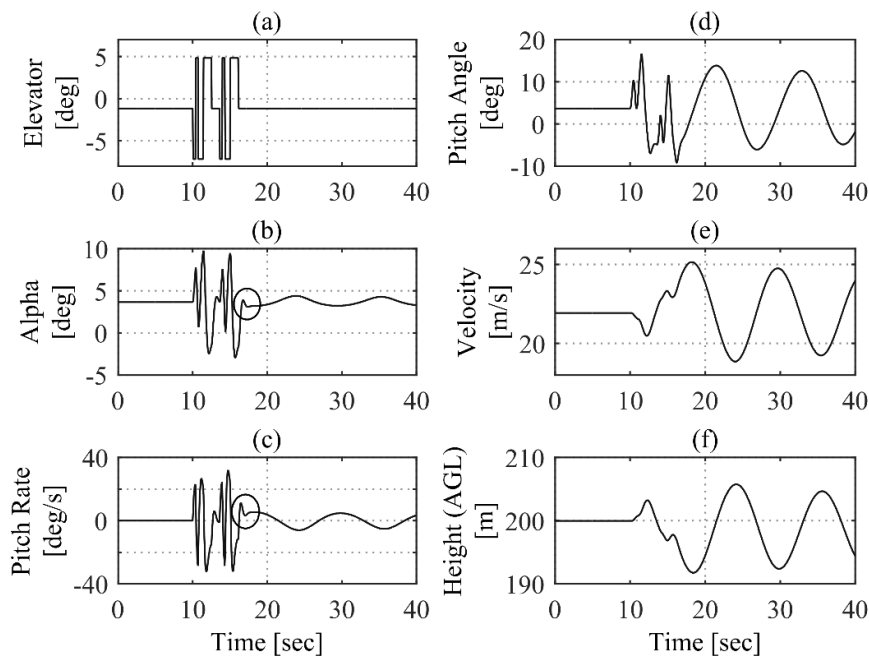 (a)
Elevator
[deg]
5
0
-5
0 10 20 30 40
(b)
Alpha
[deg]
10
5
0
-5
0 10 20 30 40
(c)
Pitch Rate
[deg/s]
40
0
-40
0 10 20 30 40
Time [sec]
(d)
Pitch Angle
[deg]
20
10
0
-10
0 10 20 30 40
(e)
Velocity
[m/s]
25
20
0 10 20 30 40
(f)
Height (AGL)
[m]
210
200
190
0 10 20 30 40
Time [sec]